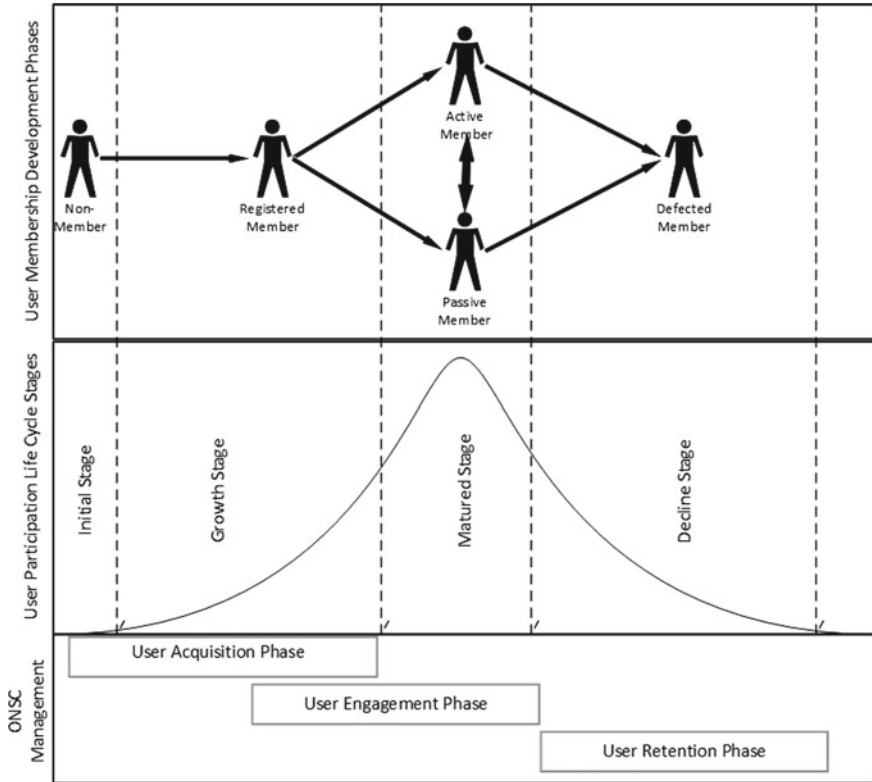 User Membership Development Phases
Active
Member
Non-
Member
Registered
Member
Defected
Member
Passive
Member
User Participation Life Cycle Stages
Initial Stage
Growth Stage
Matured Stage
Decline Stage
ONSC
Management
User Acquisition Phase
User Engagement Phase
User Retention Phase